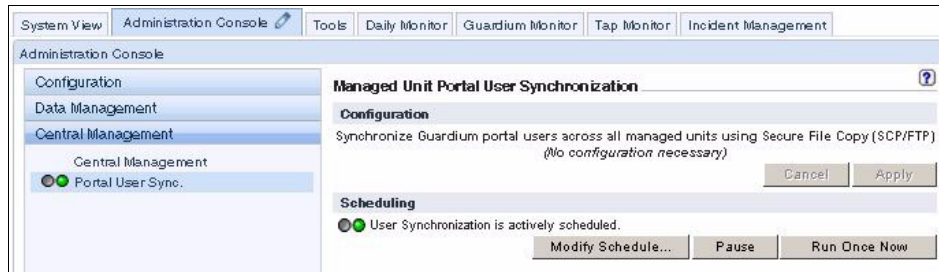 System View
Administration Console
Tools
Daily Monitor
Guardium Monitor
Tap Monitor
Incident Management
Administration Console
Configuration
Data Management
Central Management
Central Management
Portal User Sync.
Managed Unit Portal User Synchronization
?
Configuration
Synchronize Guardium portal users across all managed units using Secure File Copy (SCP/FTP)
(No configuration necessary)
Cancel
Apply
Scheduling
User Synchronization is actively scheduled.
Modify Schedule...
Pause
Run Once Now